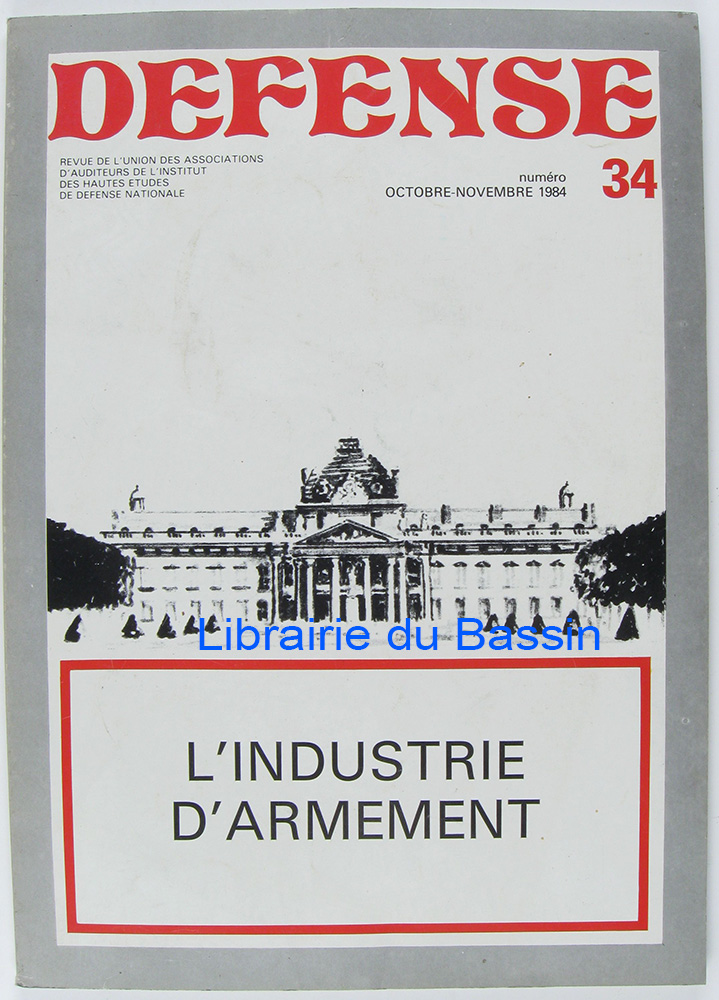 DEFENSE
REVUE DE L'UNION DES ASSOCIATIONS
D'AUDITEURS DE L'INSTITUT
DES HAUTES ETUDES
DE DEFENSE NATIONALE
numéro
OCTOBRE-NOVEMBRE 1984
34
Librairie du Bassin
L'INDUSTRIE
D'ARMEMENT